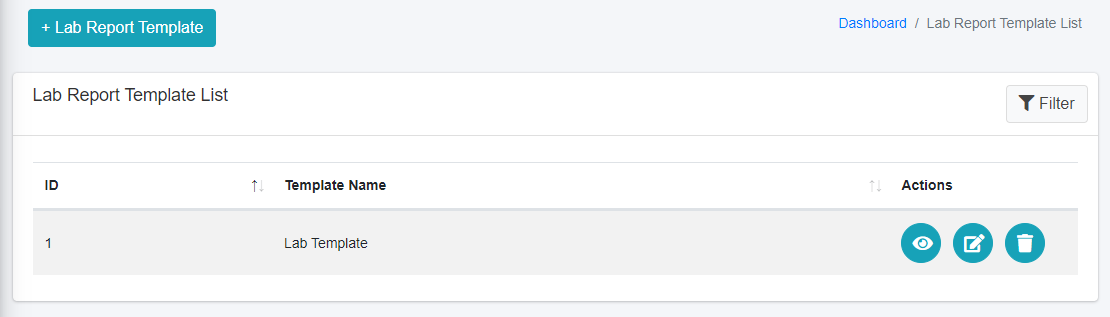 + Lab Report Template
Dashboard / Lab Report Template List
Lab Report Template List
Filter
ID Template Name Actions
1 Lab Template